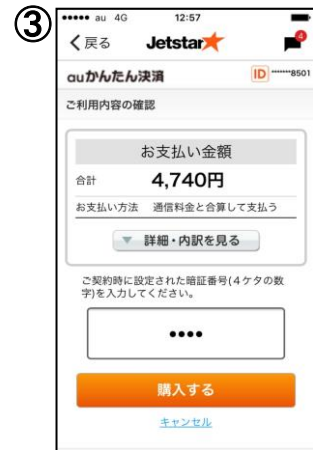 ③
au 4G 12:57
戻る Jetstar 4
auかんたん決済 ID ******8501
ご利用内容の確認
お支払い金額
合計 4,740円
お支払い方法 通信料金と合算して支払う
▼ 詳細・内訳を見る
ご契約時に設定された暗証番号(4ケタの数
字)を入力してください。
••••
購入する
キャンセル